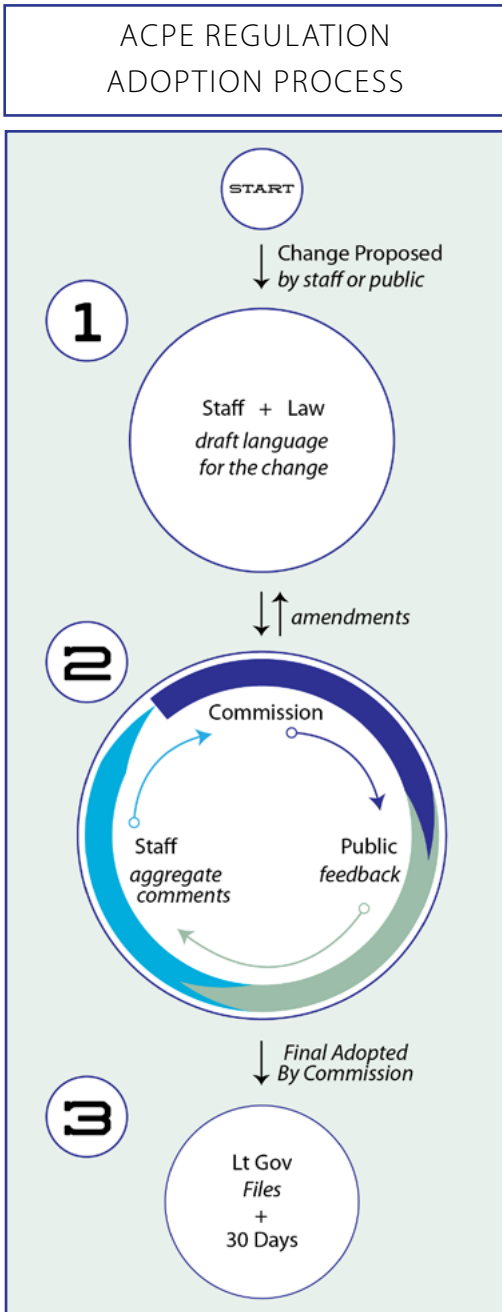 ACPE REGULATION
ADOPTION PROCESS
START
Change Proposed
by staff or public
1
Staff + Law
draft language
for the change
amendments
2
Commission
Public
feedback
Staff
aggregate
comments
Final Adopted
By Commission
3
Lt Gov
Files
+
30 Days